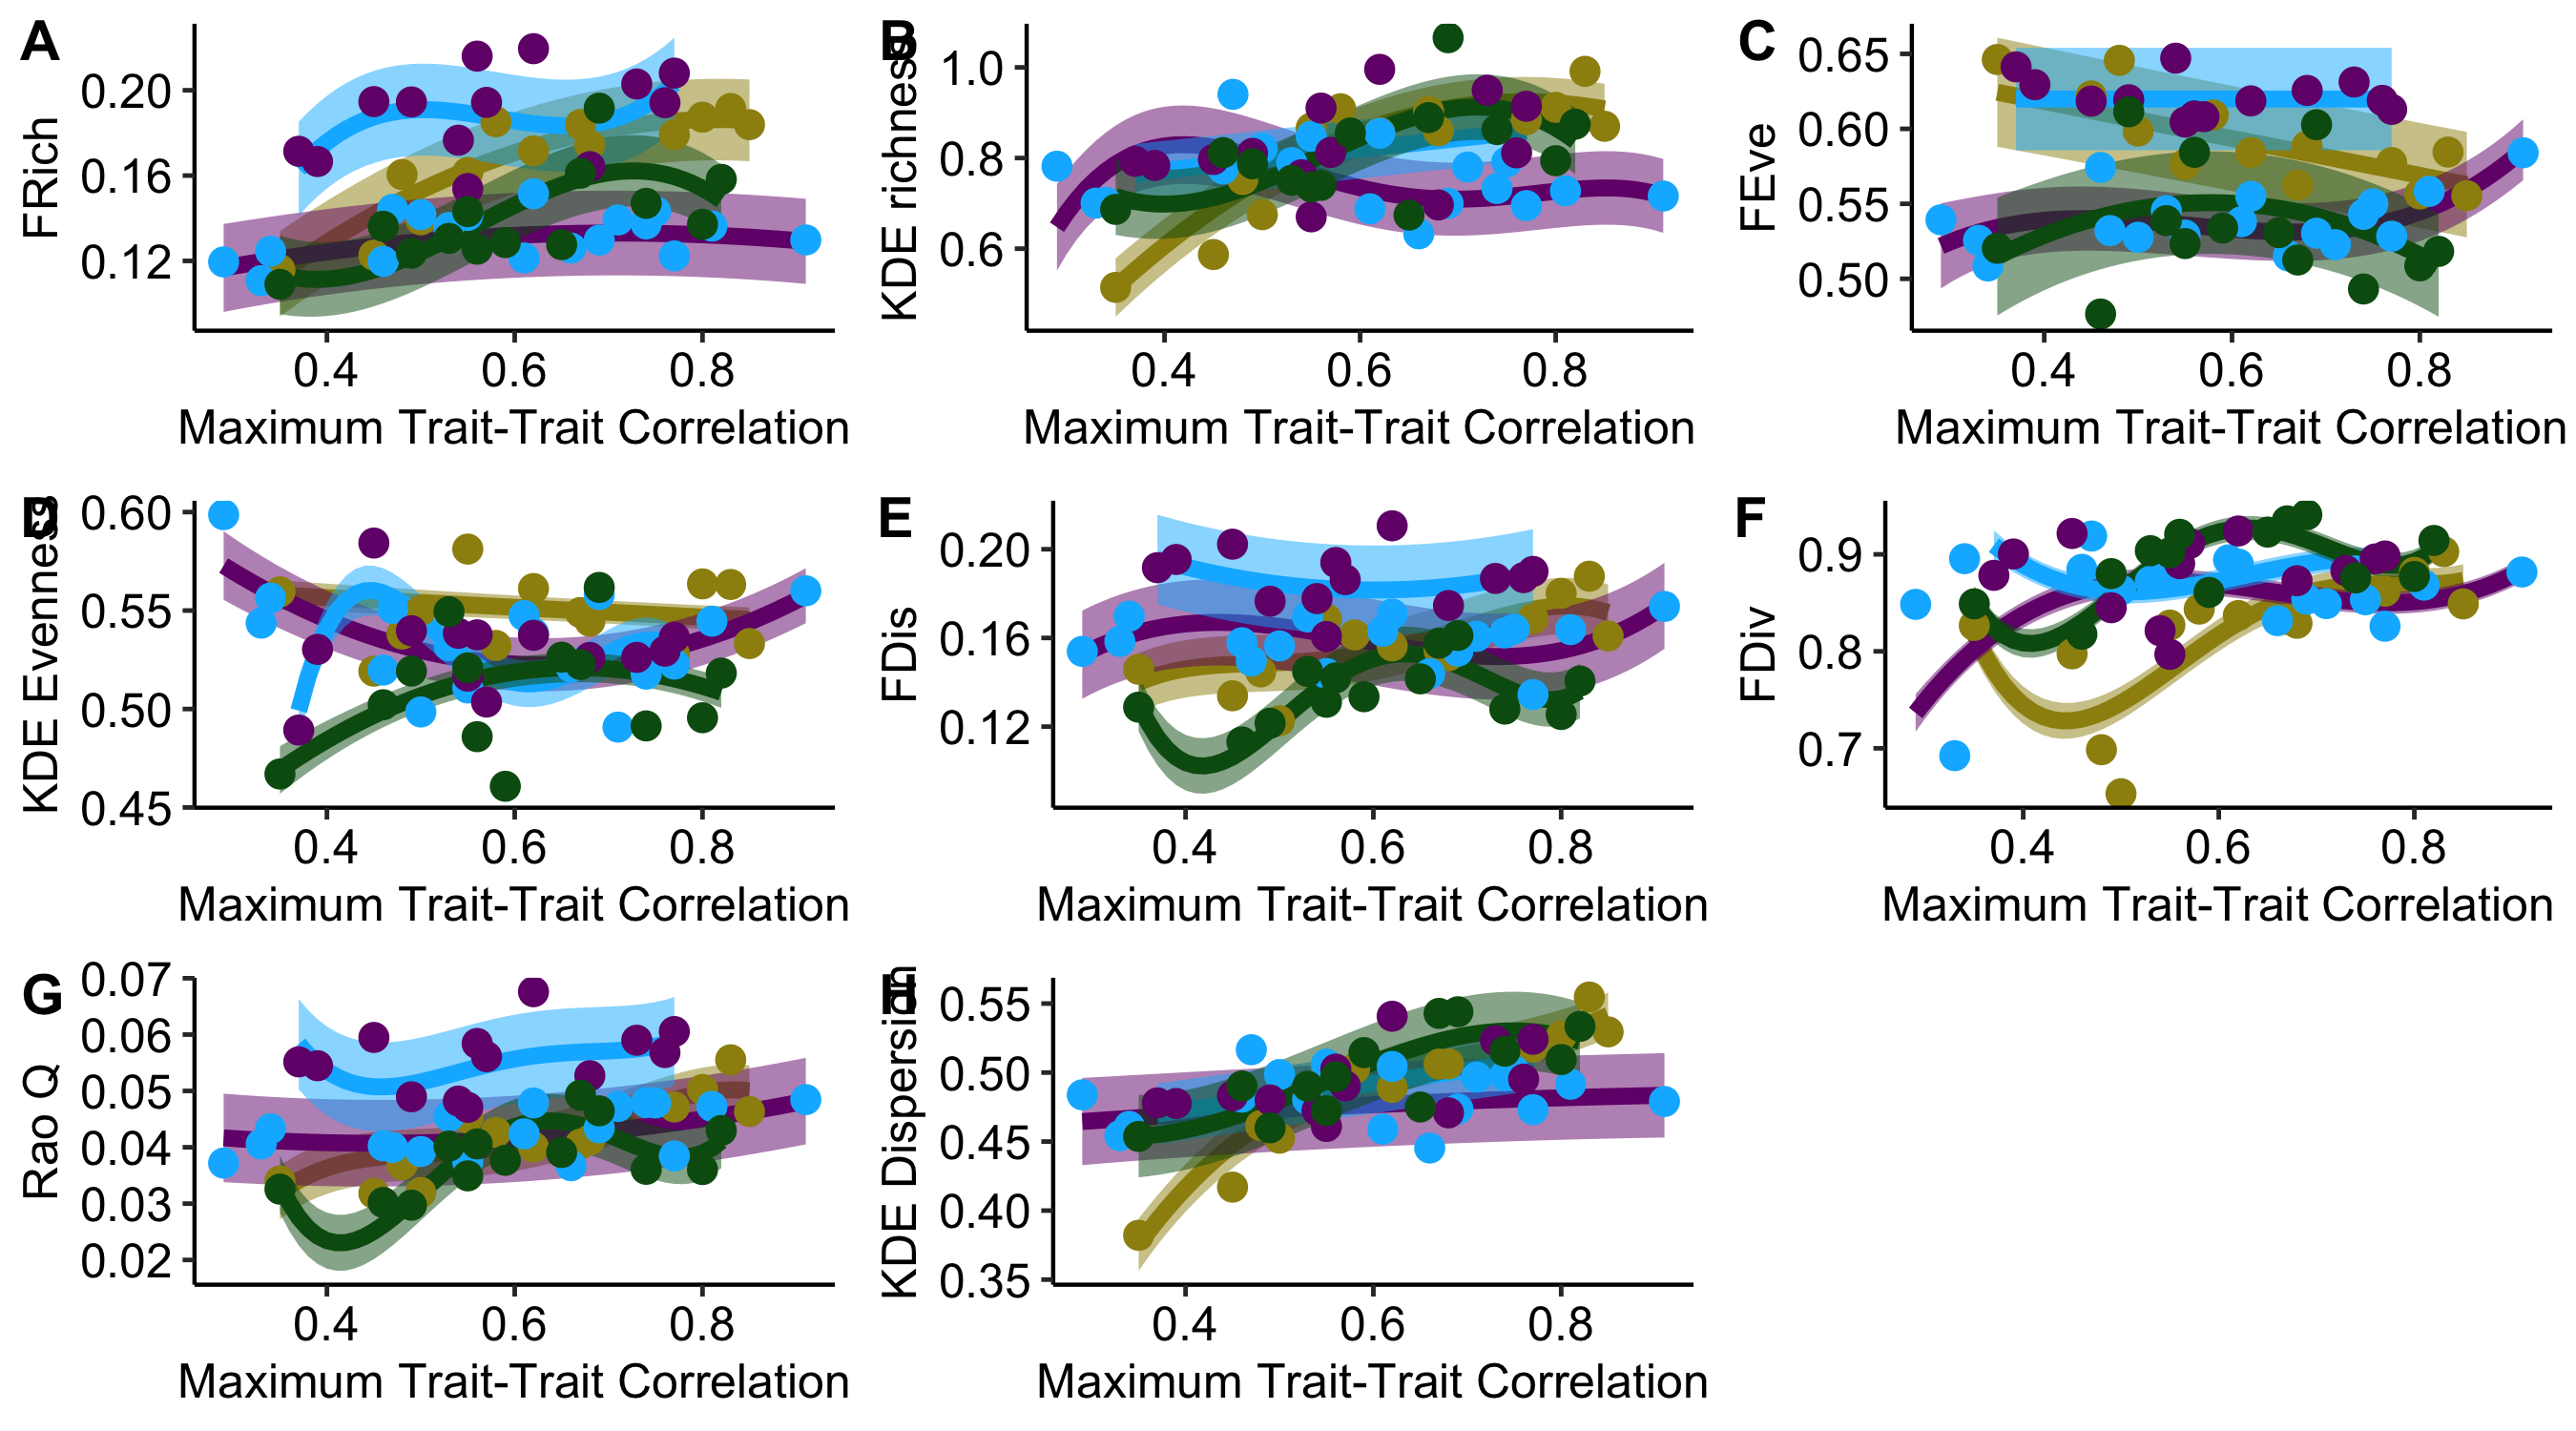 A
FRich
0.20
0.16
0.12
0.4 0.6 0.8
Maximum Trait-Trait Correlation
B
KDE richness
1.0
0.8
0.6
0.4 0.6 0.8
Maximum Trait-Trait Correlation
C
FEve
0.65
0.60
0.55
0.50
0.4 0.6 0.8
Maximum Trait-Trait Correlation
D
KDE Evenness
0.60
0.55
0.50
0.45
0.4 0.6 0.8
Maximum Trait-Trait Correlation
E
FDis
0.20
0.16
0.12
0.4 0.6 0.8
Maximum Trait-Trait Correlation
F
FDiv
0.9
0.8
0.7
0.4 0.6 0.8
Maximum Trait-Trait Correlation
G
Rao Q
0.07
0.06
0.05
0.04
0.03
0.02
0.4 0.6 0.8
Maximum Trait-Trait Correlation
H
KDE Dispersion
0.55
0.50
0.45
0.40
0.35
0.4 0.6 0.8
Maximum Trait-Trait Correlation